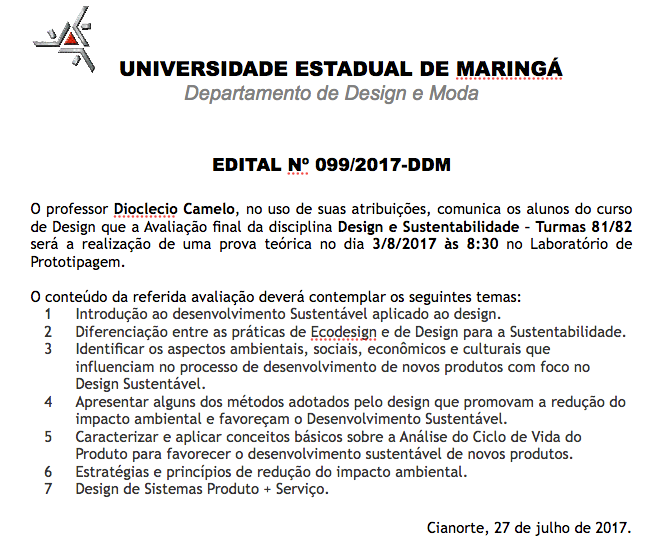 UNIVERSIDADE ESTADUAL DE MARINGÁ
Departamento de Design e Moda
EDITAL Nº 099/2017-DDM
O professor Dioclecio Camelo, no uso de suas atribuições, comunica os alunos do curso
de Design que a Avaliação final da disciplina Design e Sustentabilidade – Turmas 81/82
será a realização de uma prova teórica no dia 3/8/2017 às 8:30 no Laboratório de
Prototipagem.
O conteúdo da referida avaliação deverá contemplar os seguintes temas:
1 Introdução ao desenvolvimento Sustentável aplicado ao design.
2 Diferenciação entre as práticas de Ecodesign e de Design para a Sustentabilidade.
3 Identificar os aspectos ambientais, sociais, econômicos e culturais que
influenciam no processo de desenvolvimento de novos produtos com foco no
Design Sustentável.
4 Apresentar alguns dos métodos adotados pelo design que promovam a redução do
impacto ambiental e favoreçam o Desenvolvimento Sustentável.
5 Caracterizar e aplicar conceitos básicos sobre a Análise do Ciclo de Vida do
Produto para favorecer o desenvolvimento sustentável de novos produtos.
6 Estratégias e princípios de redução do impacto ambiental.
7 Design de Sistemas Produto + Serviço.
Cianorte, 27 de julho de 2017.